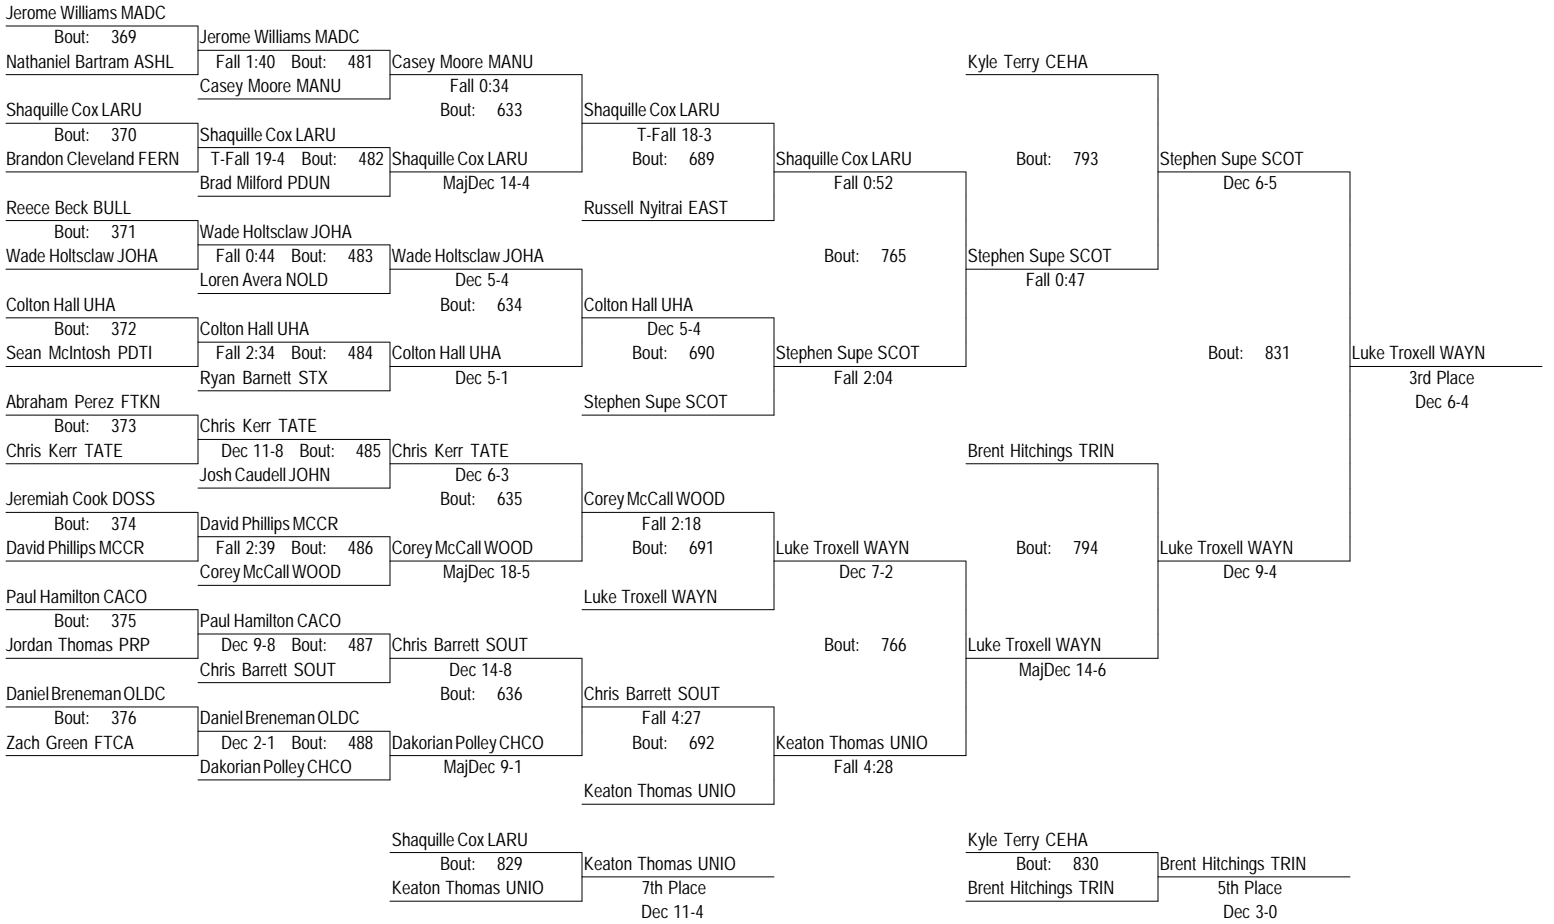 Jerome Williams MADC
Bout: 369 Jerome Williams MADC
Nathaniel Bartram ASHL Fall 1:40 Bout: 481 Casey Moore MANU Kyle Terry CEHA
Casey Moore MANU Fall 0:34
Shaquille Cox LARU Bout: 633 Shaquille Cox LARU
Bout: 370 Shaquille Cox LARU T-Fall 18-3
Brandon Cleveland FERN T-Fall 19-4 Bout: 482 Shaquille Cox LARU Bout: 689 Shaquille Cox LARU Bout: 793 Stephen Supe SCOT
Brad Milford PDUN MajDec 14-4 Fall 0:52 Dec 6-5
Reece Beck BULL Russell Nyitrai EAST
Bout: 371 Wade Holtsclaw JOHA
Wade Holtsclaw JOHA Fall 0:44 Bout: 483 Wade Holtsclaw JOHA Bout: 765 Stephen Supe SCOT
Loren Avera NOLD Dec 5-4 Fall 0:47
Colton Hall UHA Bout: 634 Colton Hall UHA
Bout: 372 Colton Hall UHA Dec 5-4
Sean McIntosh PDTI Fall 2:34 Bout: 484 Colton Hall UHA Bout: 690 Stephen Supe SCOT Bout: 831 Luke Troxell WAYN
Ryan Barnett STX Dec 5-1 Fall 2:04 3rd Place
Abraham Perez FTKN Stephen Supe SCOT Dec 6-4
Bout: 373 Chris Kerr TATE
Chris Kerr TATE Dec 11-8 Bout: 485 Chris Kerr TATE Brent Hitchings TRIN
Josh Caudell JOHN Dec 6-3
Jeremiah Cook DOSS Bout: 635 Corey McCall WOOD
Bout: 374 David Phillips MCCR Fall 2:18
David Phillips MCCR Fall 2:39 Bout: 486 Corey McCall WOOD Bout: 691 Luke Troxell WAYN Bout: 794 Luke Troxell WAYN
Corey McCall WOOD MajDec 18-5 Dec 7-2 Dec 9-4
Paul Hamilton CACO Luke Troxell WAYN
Bout: 375 Paul Hamilton CACO
Jordan Thomas PRP Dec 9-8 Bout: 487 Chris Barrett SOUT Bout: 766 Luke Troxell WAYN
Chris Barrett SOUT Dec 14-8 MajDec 14-6
Daniel Breneman OLDC Bout: 636 Chris Barrett SOUT
Bout: 376 Daniel Breneman OLDC Fall 4:27
Zach Green FTCA Dec 2-1 Bout: 488 Dakorian Polley CHCO Bout: 692 Keaton Thomas UNIO
Dakorian Polley CHCO MajDec 9-1 Fall 4:28
Keaton Thomas UNIO
Shaquille Cox LARU Kyle Terry CEHA
Bout: 829 Keaton Thomas UNIO Bout: 830 Brent Hitchings TRIN
Keaton Thomas UNIO 7th Place Brent Hitchings TRIN 5th Place
Dec 11-4 Dec 3-0